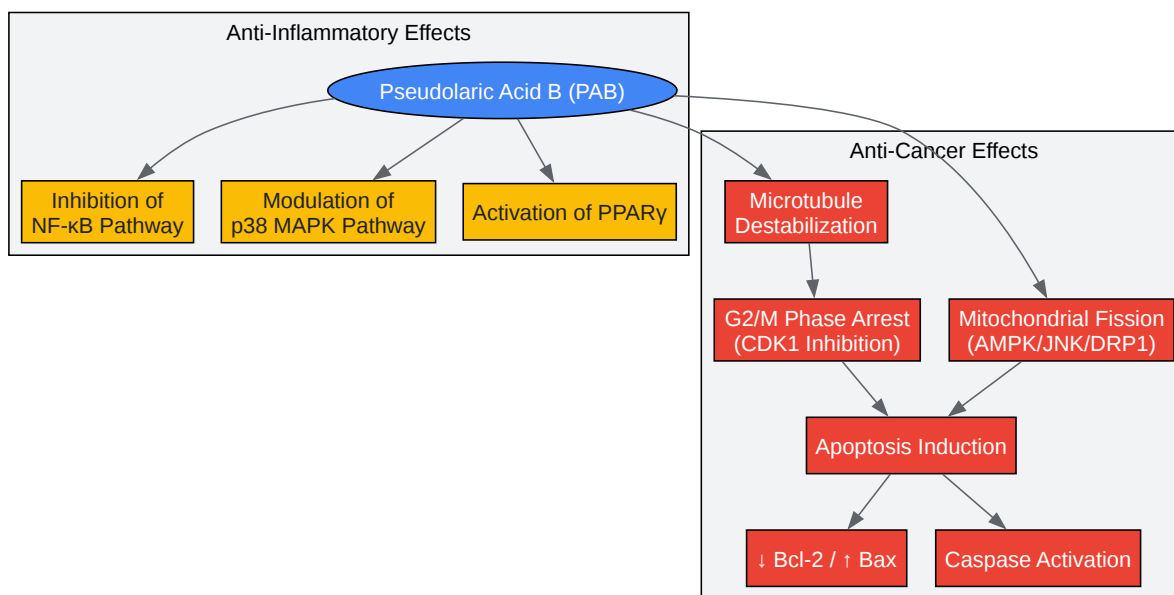 Anti-Inflammatory Effects
Pseudolaric Acid B (PAB)
Inhibition of
NF-κB Pathway
Modulation of
p38 MAPK Pathway
Activation of PPARγ
Anti-Cancer Effects
Microtubule
Destabilization
G2/M Phase Arrest
(CDK1 Inhibition)
Mitochondrial Fission
(AMPK/JNK/DRP1)
Apoptosis Induction
↓ Bcl-2 / ↑ Bax
Caspase Activation